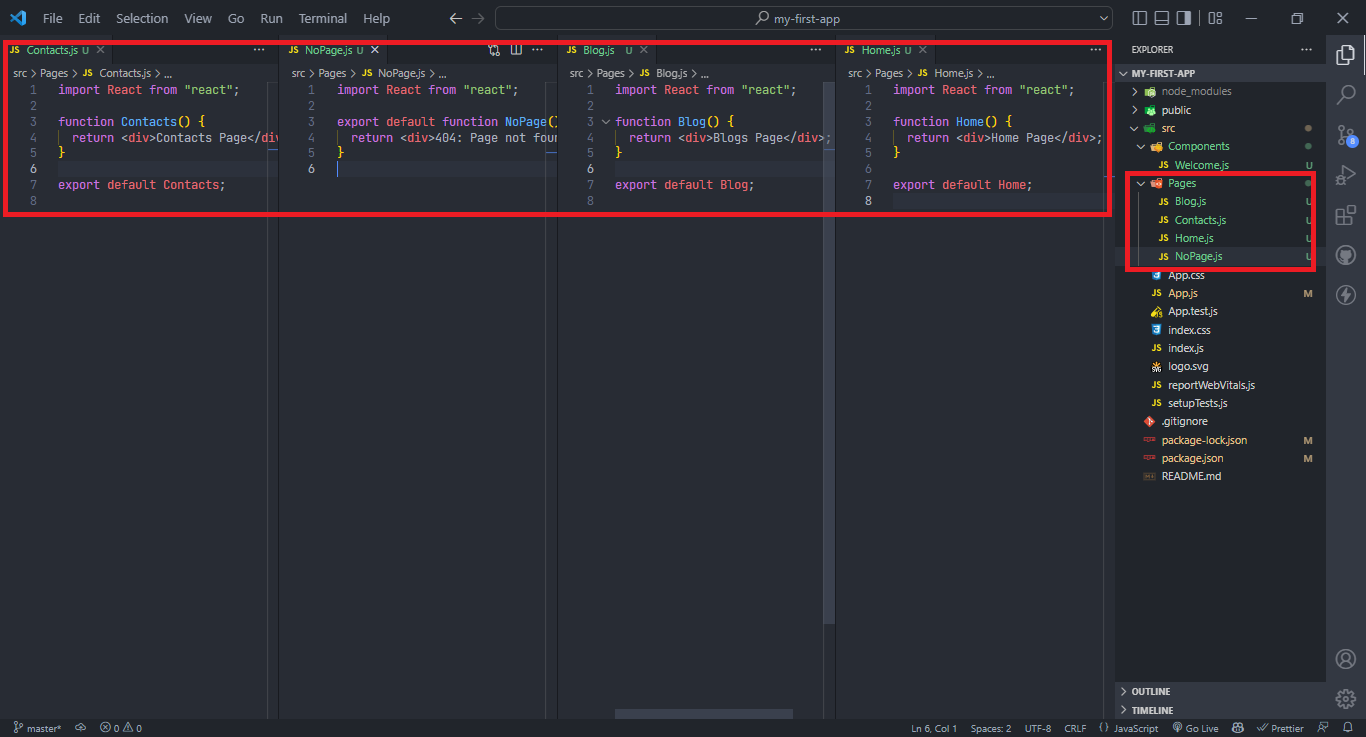 File Edit Selection View Go Run Terminal Help my-first-app
JS Contacts.js U
src > Pages > JS Contacts.js > ...
1 import React from "react";
2
3 function Contacts() {
4 return <div>Contacts Page</div
5 }
6
7 export default Contacts;
8
JS NoPage.js U
src > Pages > JS NoPage.js > ...
1 import React from "react";
2
3 export default function NoPage()
4 return <div>404: Page not foun
5 }
6
JS Blog.js U
src > Pages > JS Blog.js > ...
1 import React from "react";
2
3 function Blog() {
4 return <div>Blogs Page</div>;
5 }
6
7 export default Blog;
8
JS Home.js U
src > Pages > JS Home.js > ...
1 import React from "react";
2
3 function Home() {
4 return <div>Home Page</div>;
5 }
6
7 export default Home;
8
EXPLORER
MY-FIRST-APP
node_modules
public
src
Components
JS Welcome.js U
Pages
JS Blog.js U
JS Contacts.js U
JS Home.js U
JS NoPage.js U
App.css
JS App.js M
App.test.js
index.css
JS index.js
logo.svg
JS reportWebVitals.js
JS setupTests.js
.gitignore
package-lock.json M
package.json M
README.md
OUTLINE
TIMELINE
8
master* 0 0 Ln 6, Col 1 Spaces: 2 UTF-8 CRLF {} JavaScript Go Live Prettier